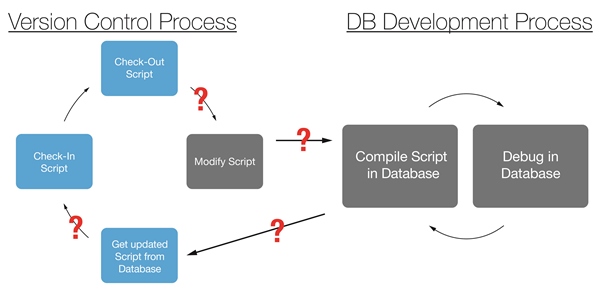 Version Control Process
DB Development Process
Check-Out
Script
?
Check-In
Script
Modify Script
?
Compile Script
in Database
Debug in
Database
?
Get updated
Script from
Database
?